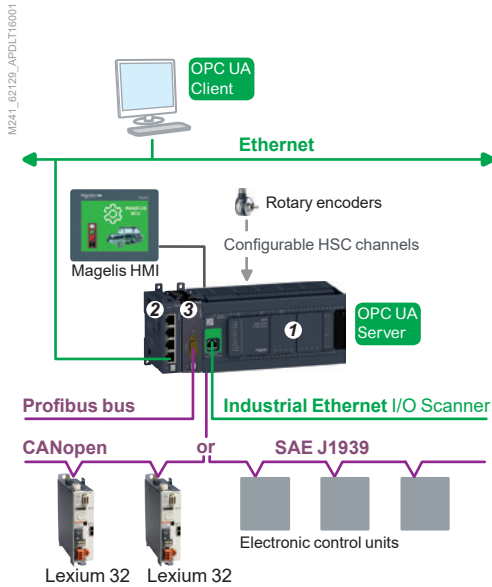 M241_62129_APDLT16001
OPC UA
Client
Ethernet
MAGELIS
Rotary encoders
Configurable HSC channels
Magelis HMI
2
3
1
OPC UA
Server
Profibus bus
Industrial Ethernet I/O Scanner
CANopen
or
SAE J1939
Electronic control units
Lexium 32
Lexium 32